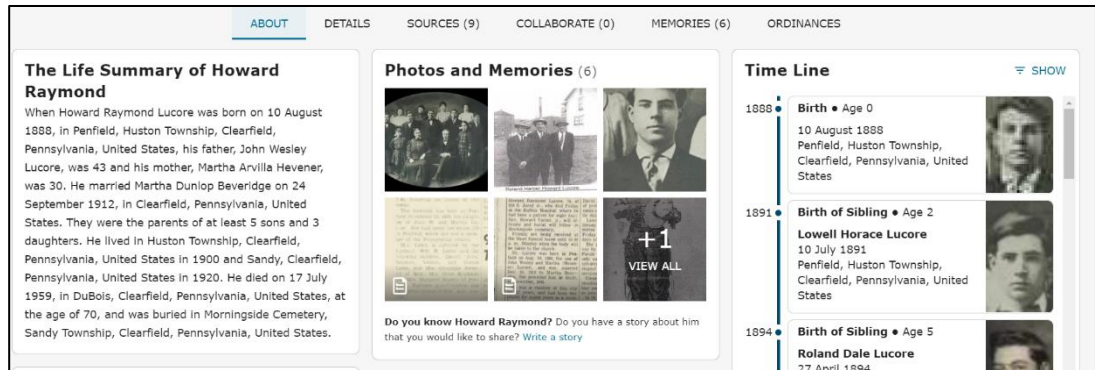 ABOUT DETAILS SOURCES (9) COLLABORATE (0) MEMORIES (6) ORDINANCES
The Life Summary of Howard
Raymond
When Howard Raymond Lucore was born on 10 August
1888, in Penfield, Huston Township, Clearfield,
Pennsylvania, United States, his father, John Wesley
Lucore, was 43 and his mother, Martha Arvilla Hevener,
was 30. He married Martha Dunlop Beveridge on 24
September 1912, in Clearfield, Pennsylvania, United
States. They were the parents of at least 5 sons and 3
daughters. He lived in Huston Township, Clearfield,
Pennsylvania, United States in 1900 and Sandy, Clearfield,
Pennsylvania, United States in 1920. He died on 17 July
1959, in DuBois, Clearfield, Pennsylvania, United States, at
the age of 70, and was buried in Morningside Cemetery,
Sandy Township, Clearfield, Pennsylvania, United States.
Photos and Memories (6)
+1
VIEW ALL
Do you know Howard Raymond? Do you have a story about him
that you would like to share? Write a story
Time Line
SHOW
1888
Birth • Age 0
10 August 1888
Penfield, Huston Township,
Clearfield, Pennsylvania, United
States
1891
Birth of Sibling • Age 2
Lowell Horace Lucore
10 July 1891
Penfield, Huston Township,
Clearfield, Pennsylvania, United
States
1894
Birth of Sibling • Age 5
Roland Dale Lucore
27 April 1894